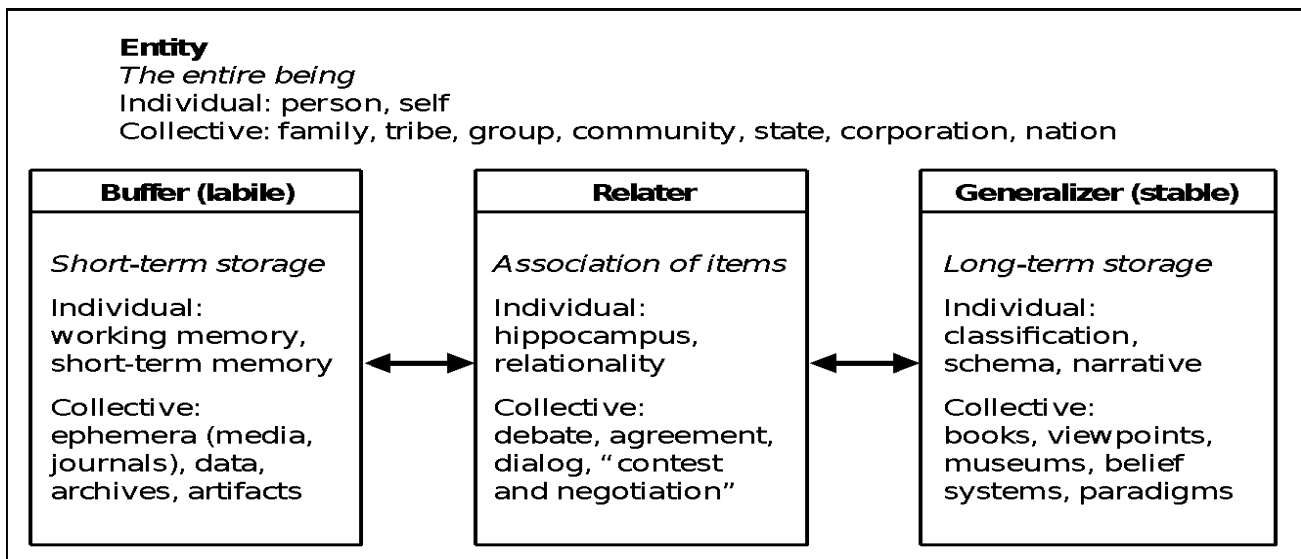 Entity
The entire being
Individual: person, self
Collective: family, tribe, group, community, state, corporation, nation
Buffer (labile)
Short-term storage
Individual:
working memory,
short-term memory
Collective:
ephemera (media,
journals), data,
archives, artifacts
Relater
Association of items
Individual:
hippocampus,
relationality
Collective:
debate, agreement,
dialog, “contest
and negotiation”
Generalizer (stable)
Long-term storage
Individual:
classification,
schema, narrative
Collective:
books, viewpoints,
museums, belief
systems, paradigms